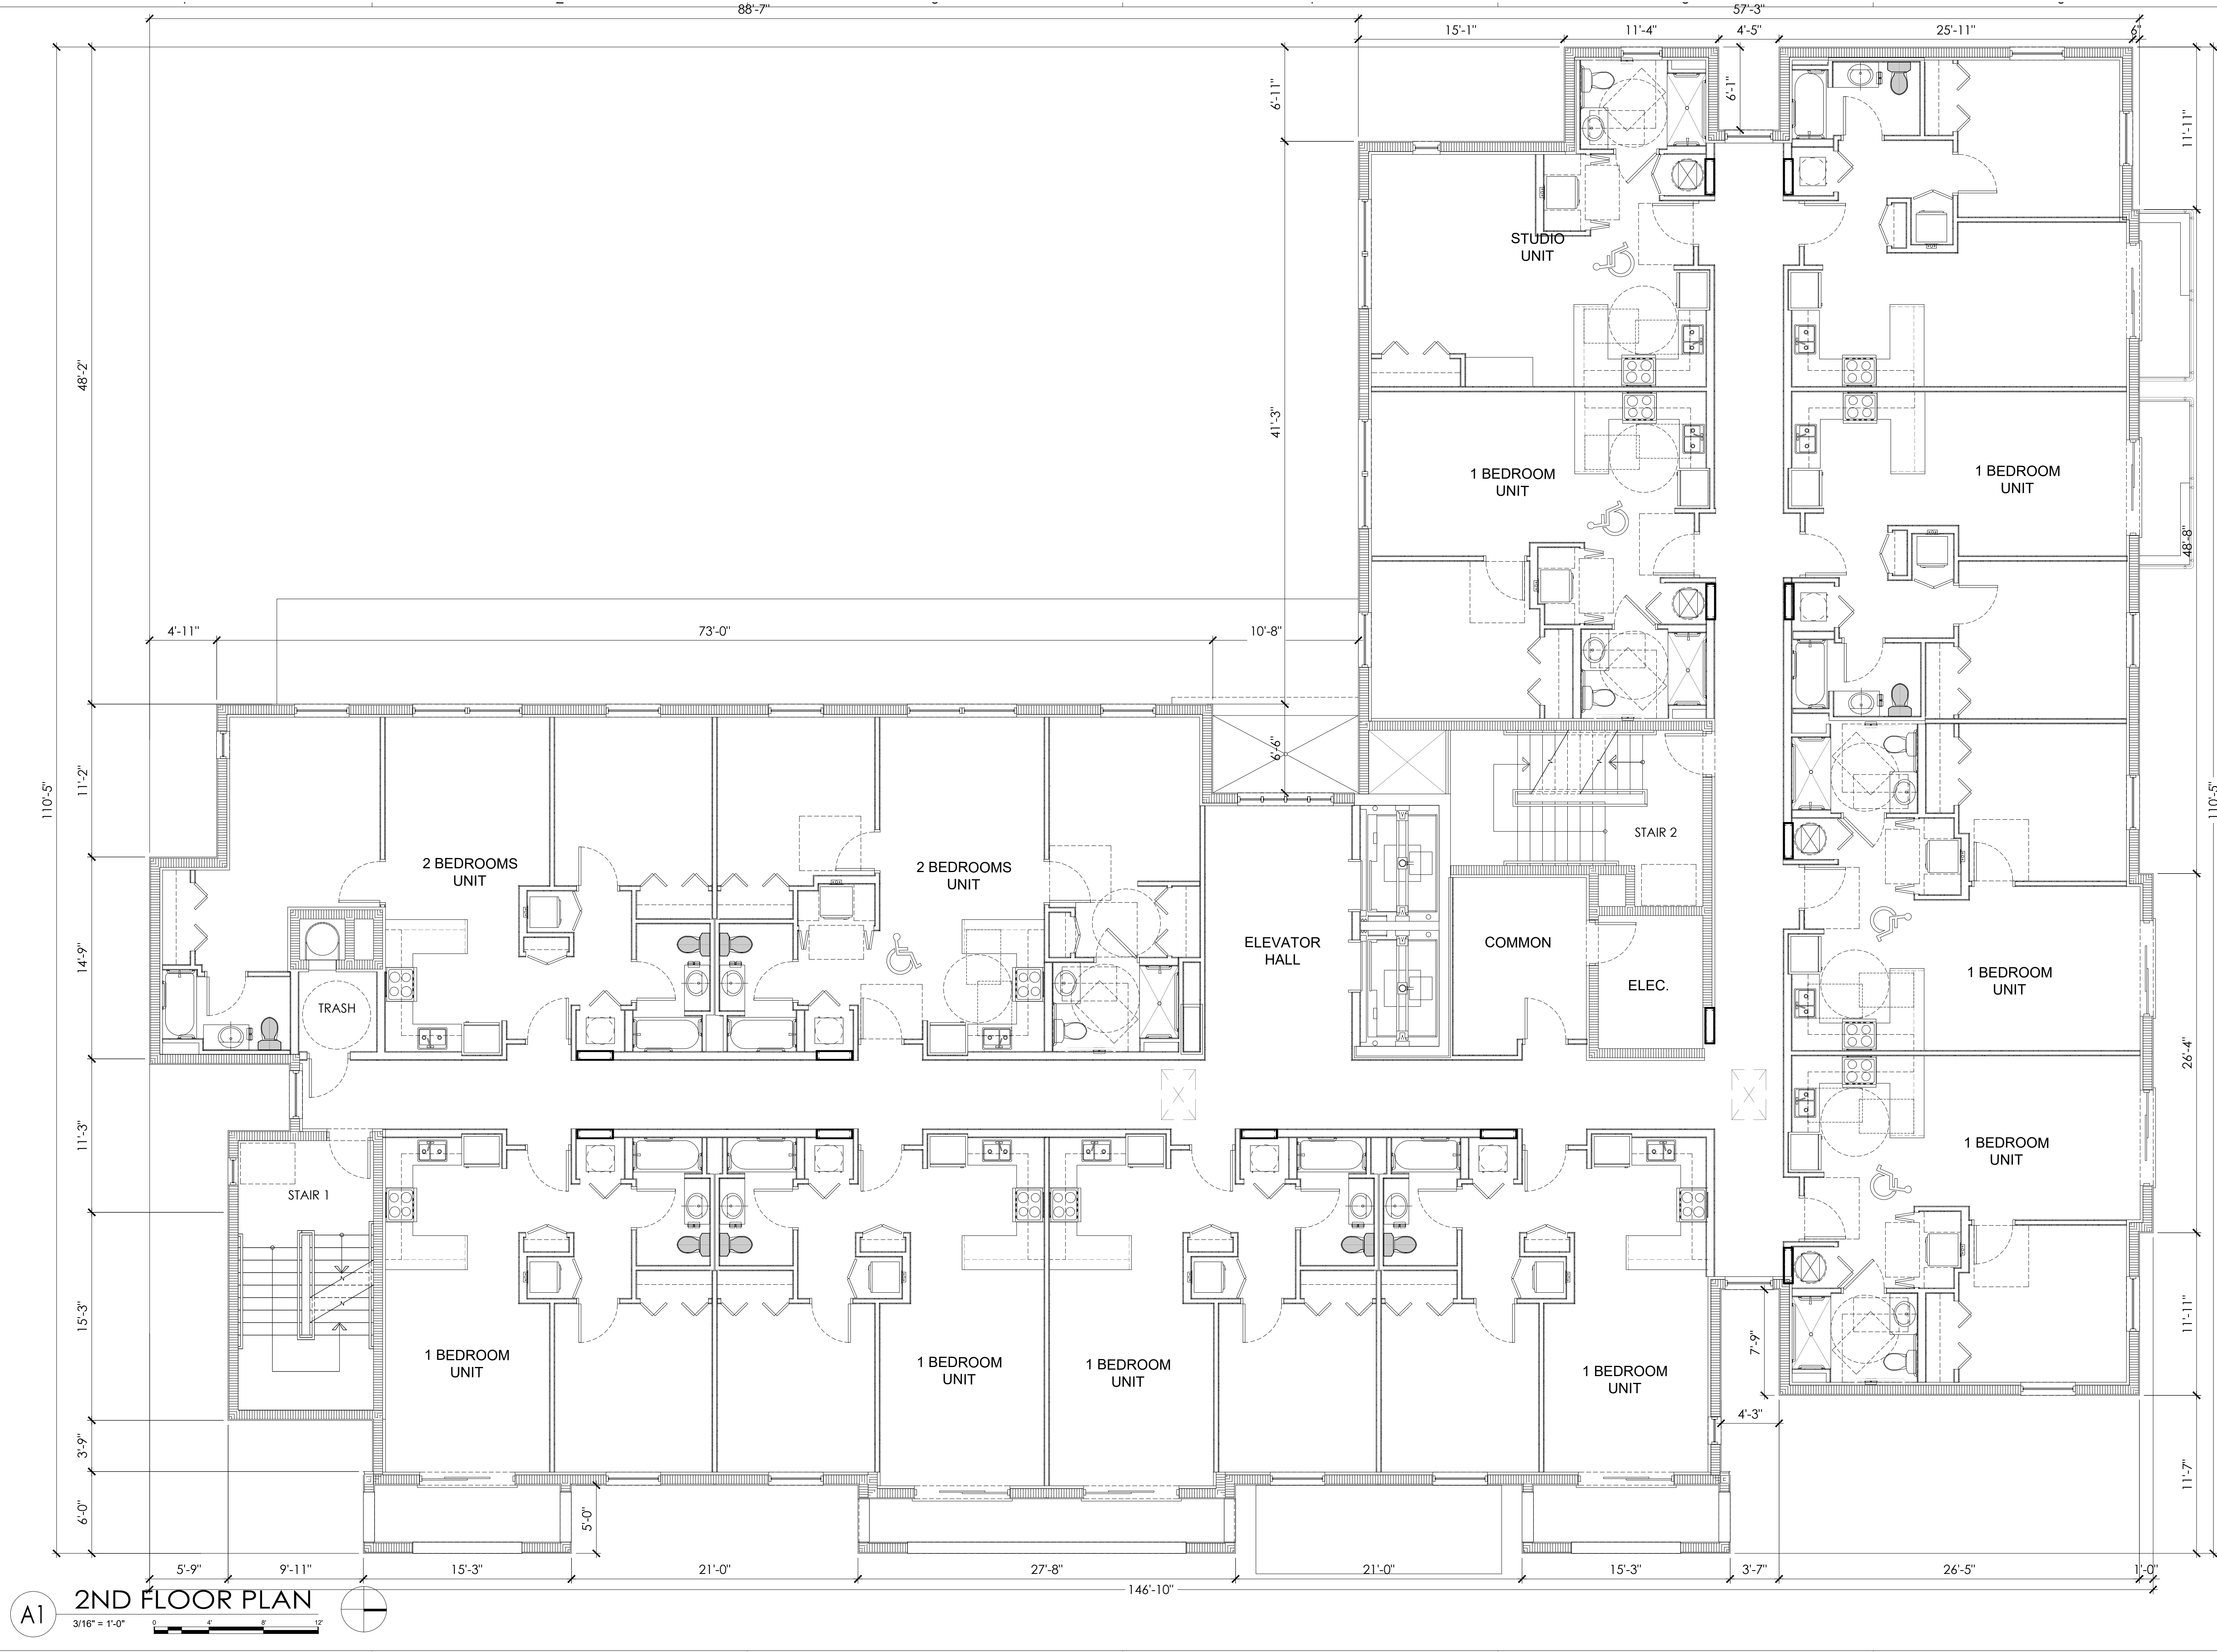 88'-7"
57'-3"
15'-1"
11'-4"
4'-5"
25'-11"
6"
6'-11"
6'-1"
11'-11"
48'-2"
41'-3"
STUDIO
UNIT
1 BEDROOM
UNIT
1 BEDROOM
UNIT
48'-8"
4'-11"
73'-0"
10'-8"
6'-6"
110'-5"
11'-2"
110'-5"
2 BEDROOMS
UNIT
2 BEDROOMS
UNIT
STAIR 2
14'-9"
ELEVATOR
HALL
COMMON
ELEC.
1 BEDROOM
UNIT
TRASH
26'-4"
11'-3"
1 BEDROOM
UNIT
STAIR 1
15'-3"
11'-11"
7'-9"
1 BEDROOM
UNIT
1 BEDROOM
UNIT
1 BEDROOM
UNIT
1 BEDROOM
UNIT
4'-3"
3'-9"
11'-7"
6'-0"
5'-0"
5'-9"
9'-11"
15'-3"
21'-0"
27'-8"
21'-0"
15'-3"
3'-7"
26'-5"
1'-0"
146'-10"
A1
2ND FLOOR PLAN
3/16" = 1'-0"
0 4' 8' 12'